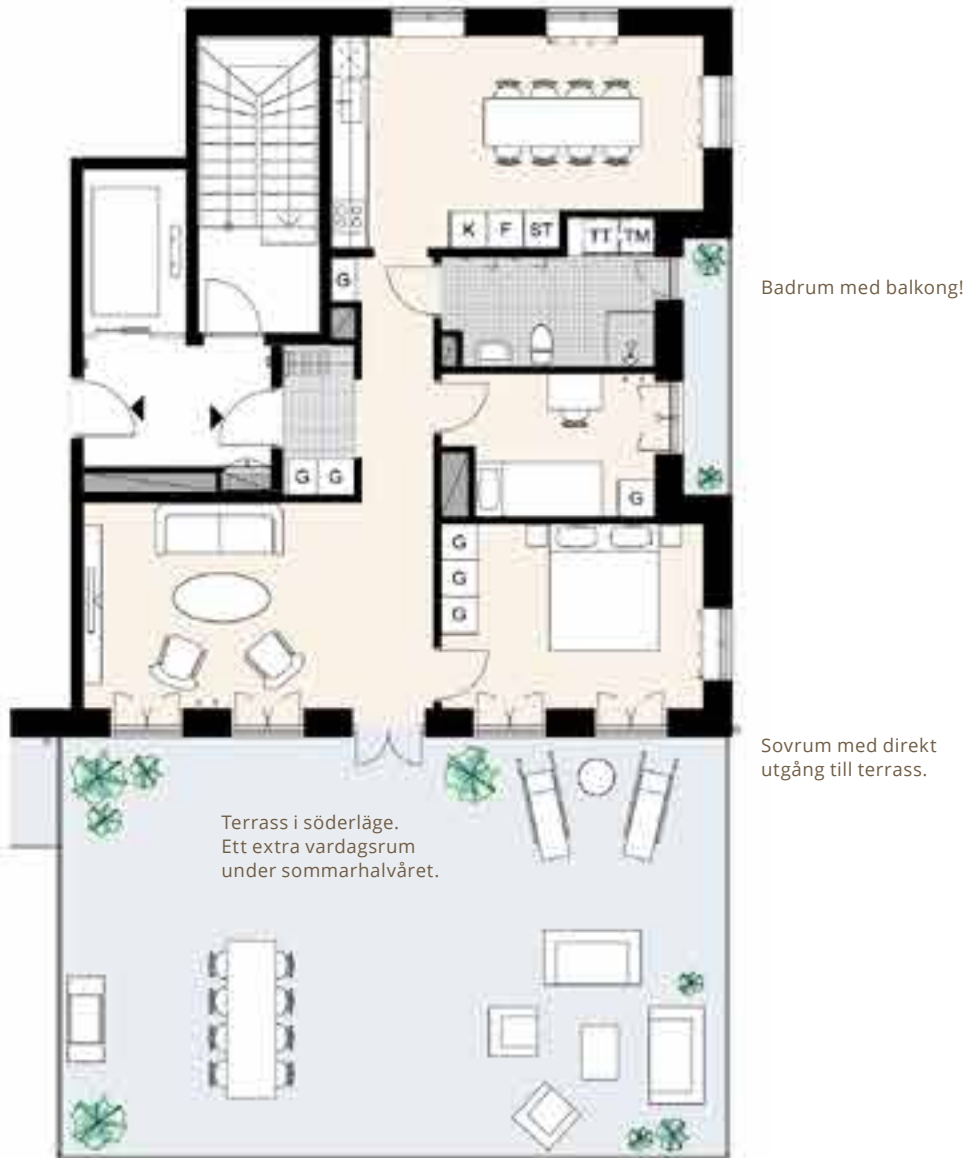 K F ST
TT TM
G
Badrum med balkong!
G G
G
G
G
G
Sovrum med direkt
utgång till terrass.
Terrass i söderläge.
Ett extra vardagsrum
under sommarhalvåret.